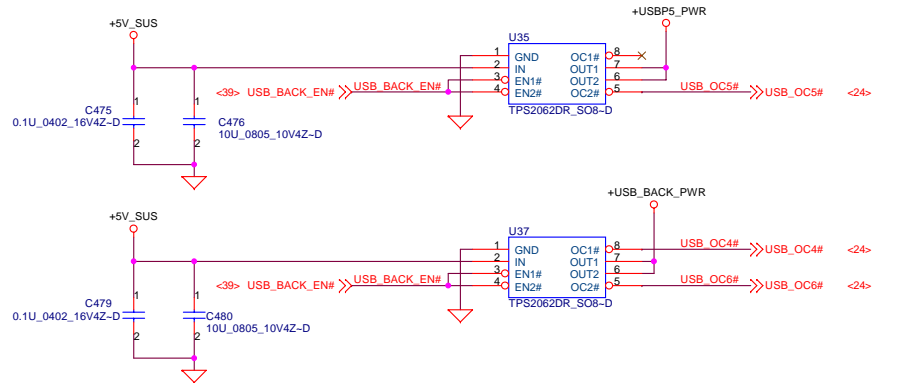 +USBP5_PWR
+5V_SUS
U35
1 GND OC1# 8
2 IN OUT1 7
3 EN1# OUT2 6
4 EN2# OC2# 5
<39> USB_BACK_EN# USB_BACK_EN#
USB_OC5# USB_OC5# <24>
TPS2062DR_SO8~D
1 1
C475
0.1U_0402_16V4Z~D
C476
10U_0805_10V4Z~D
2 2
+USB_BACK_PWR
+5V_SUS
U37
1 GND OC1# 8
USB_OC4# USB_OC4# <24>
2 IN OUT1 7
3 EN1# OUT2 6
4 EN2# OC2# 5
<39> USB_BACK_EN# USB_BACK_EN#
USB_OC6# USB_OC6# <24>
TPS2062DR_SO8~D
1 1
C479
0.1U_0402_16V4Z~D
C480
10U_0805_10V4Z~D
2 2